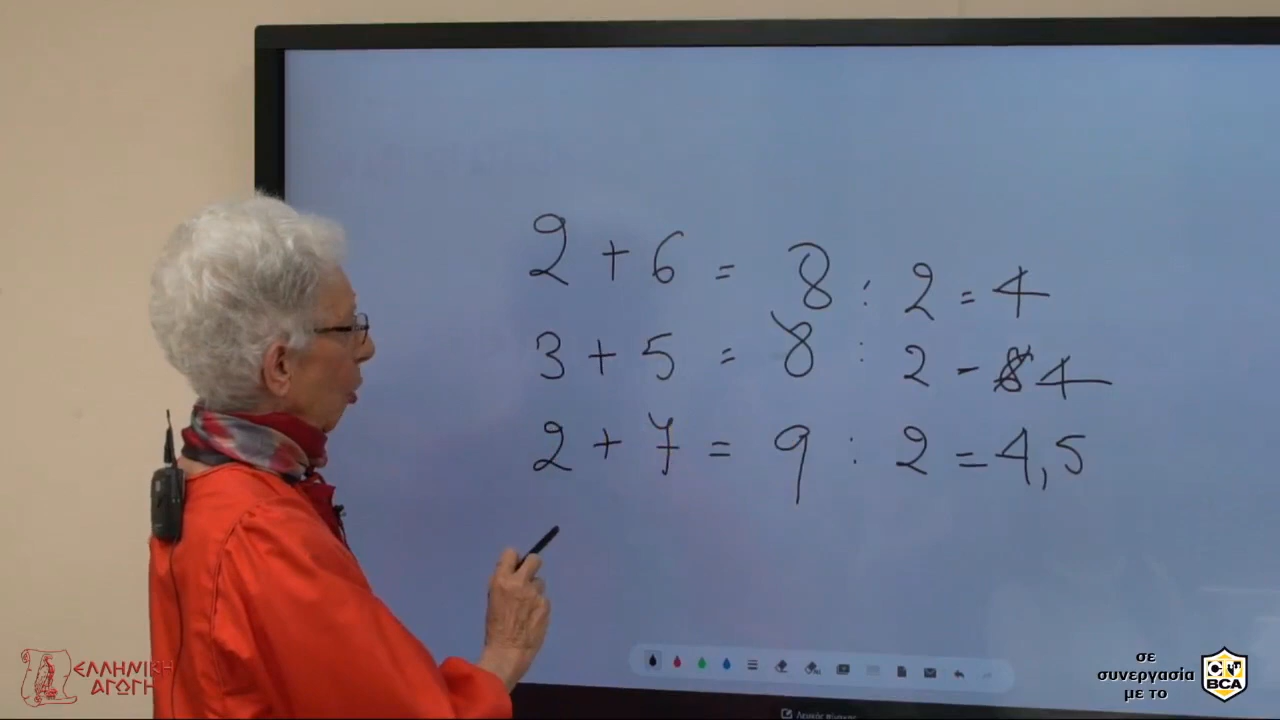 2 + 6 = 8 : 2 = 4
3 + 5 = 8 : 2 - 8 4
2 + 7 = 9 : 2 = 4,5
ΕΛΛΗΝΙΚΗ
ΑΓΩΓΗ
σε
συνεργασία
με το
BCA